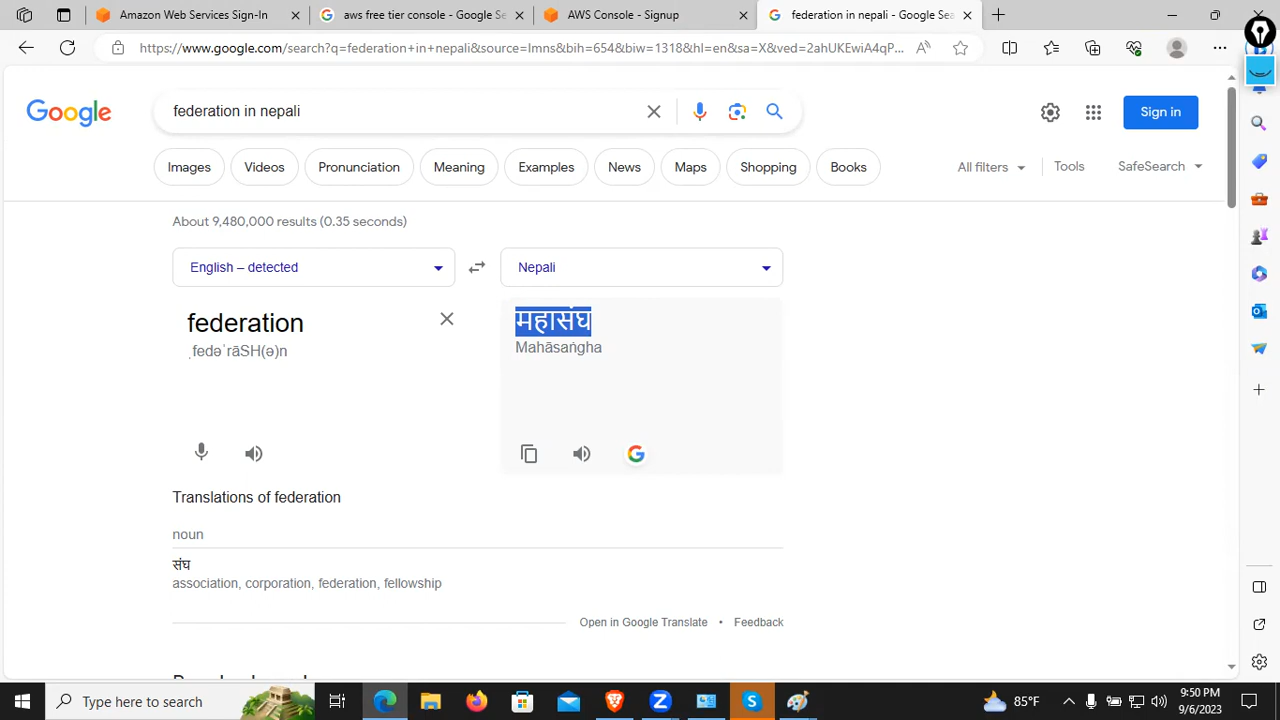 Amazon Web Services Sign-In
aws free tier console - Google Se
AWS Console - Signup
federation in nepali - Google Sea
https://www.google.com/search?q=federation+in+nepali&source=lmns&bih=654&biw=1318&hl=en&sa=X&ved=2ahUKEwiA4qP...
Google
federation in nepali
Sign in
Images
Videos
Pronunciation
Meaning
Examples
News
Maps
Shopping
Books
All filters
Tools
SafeSearch
About 9,480,000 results (0.35 seconds)
English – detected
Nepali
federation
ˌfedəˈrāSH(ə)n
महासंघ
Mahāsaṅgha
Translations of federation
noun
संघ
association, corporation, federation, fellowship
Open in Google Translate • Feedback
Type here to search
85°F
9:50 PM
9/6/2023